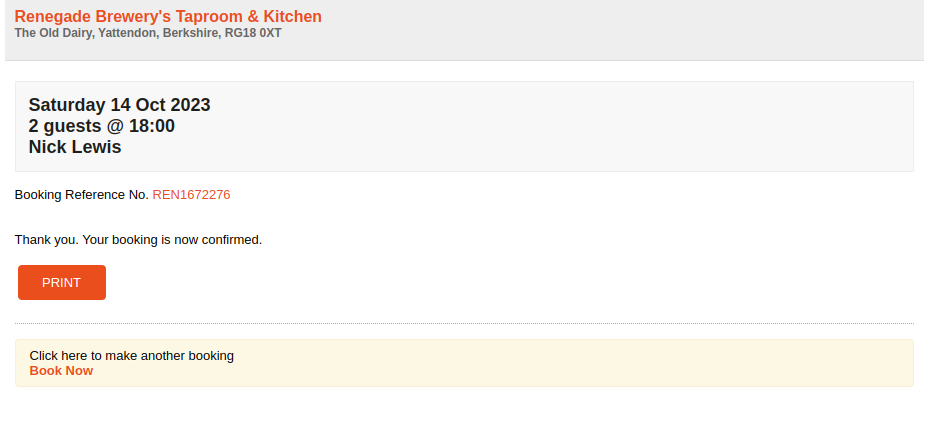 Renegade Brewery's Taproom & Kitchen
The Old Dairy, Yattendon, Berkshire, RG18 0XT
Saturday 14 Oct 2023
2 guests @ 18:00
Nick Lewis
Booking Reference No. REN1672276
Thank you. Your booking is now confirmed.
PRINT
Click here to make another booking
Book Now